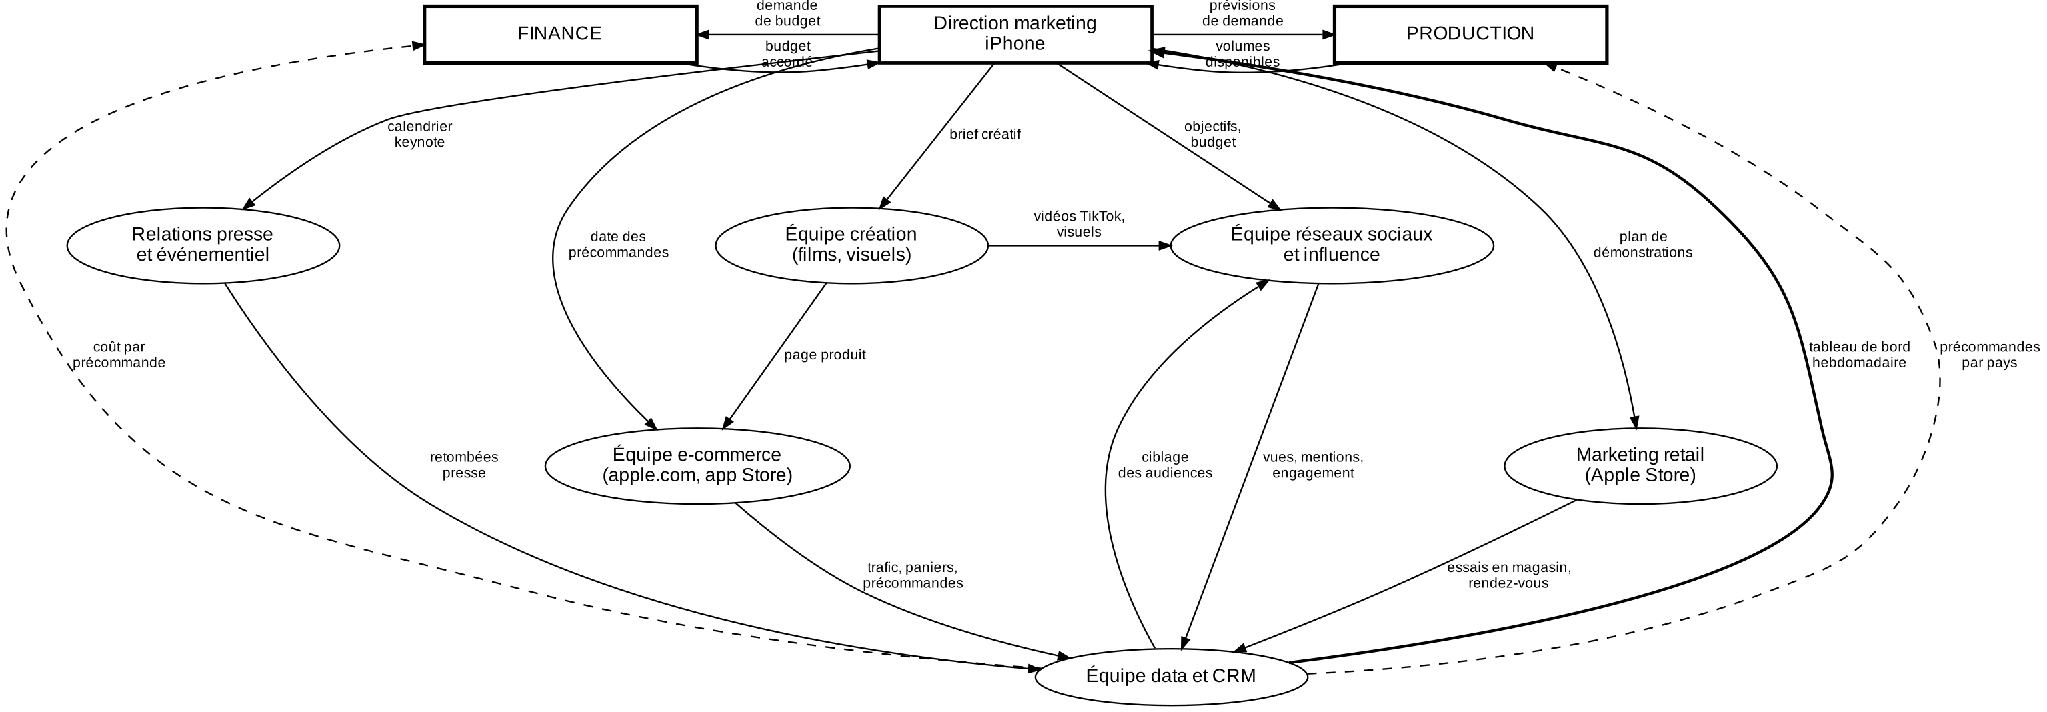 demande
de budget
prévisions
de demande
FINANCE
Direction marketing
iPhone
PRODUCTION
budget
accordé
volumes
disponibles
calendrier
keynote
brief créatif
objectifs,
budget
Relations presse
et événementiel
date des
précommandes
Équipe création
(films, visuels)
vidéos TikTok,
visuels
Équipe réseaux sociaux
et influence
plan de
démonstrations
coût par
précommande
page produit
tableau de bord
hebdomadaire
précommandes
par pays
retombées
presse
Équipe e-commerce
(apple.com, app Store)
ciblage
des audiences
vues, mentions,
engagement
Marketing retail
(Apple Store)
trafic, paniers,
précommandes
essais en magasin,
rendez-vous
Équipe data et CRM